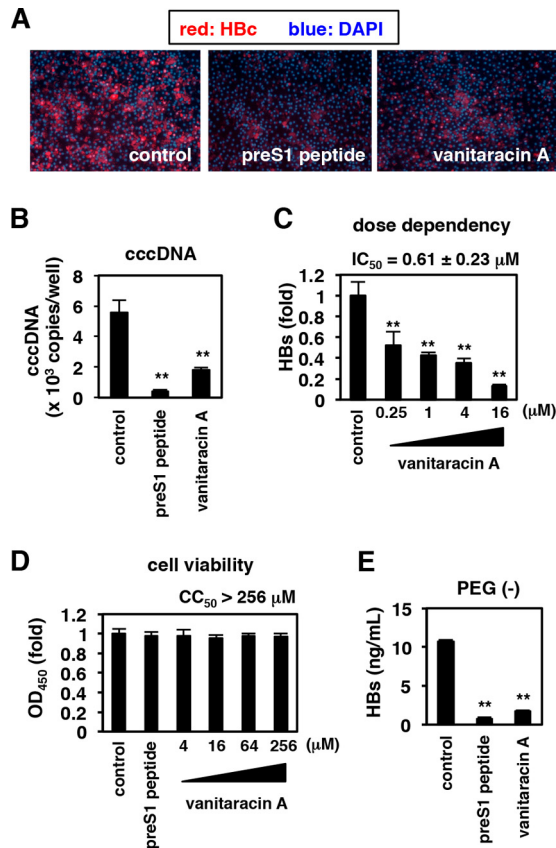 A
red: HBc blue: DAPI
control
preS1 peptide
vanitaracin A
B
cccDNA
cccDNA
(x 10³ copies/well)
8
6
4
2
0
**
**
control
preS1 peptide
vanitaracin A
C
dose dependency
IC₅₀ = 0.61 ± 0.23 μM
HBs (fold)
1.2
1
0.8
0.6
0.4
0.2
0
**
**
**
**
control
0.25 1 4 16 (μM)
vanitaracin A
D
cell viability
CC₅₀ > 256 μM
OD₄₅₀ (fold)
1.2
1
0.8
0.6
0.4
0.2
0
control
preS1 peptide
4 16 64 256 (μM)
vanitaracin A
E
PEG (-)
HBs (ng/mL)
15
10
5
0
**
**
control
preS1 peptide
vanitaracin A